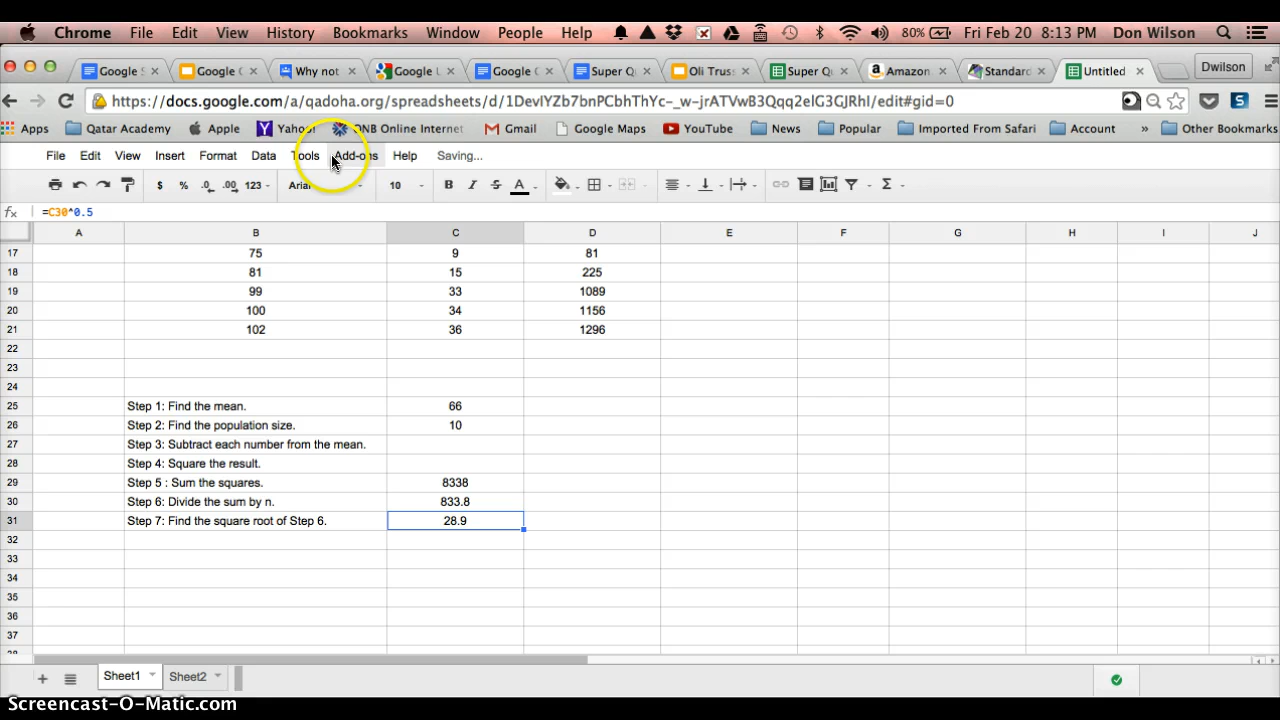 Chrome File Edit View History Bookmarks Window People Help 80% Fri Feb 20 8:13 PM Don Wilson
Google S Google C Why not Google L Google C Super Q Oli Trus Super Q Amazon Standard Untitled Dwilson
https://docs.google.com/a/qadoha.org/spreadsheets/d/1DevIYZb7bnPCbhThYc-_w-jrATVwB3Qqq2elG3GJRhI/edit#gid=0
Apps Qatar Academy Apple Yahoo! QNB Online Internet Gmail Google Maps YouTube News Popular Imported From Safari Account » Other Bookmarks
File Edit View Insert Format Data Tools Add-ons Help Saving...
$ % .0 .00 123 Arial 10 B I S A Σ
fx =C30^0.5
A B C D E F G H I J
17 75 9 81
18 81 15 225
19 99 33 1089
20 100 34 1156
21 102 36 1296
22
23
24
25 Step 1: Find the mean. 66
26 Step 2: Find the population size. 10
27 Step 3: Subtract each number from the mean.
28 Step 4: Square the result.
29 Step 5 : Sum the squares. 8338
30 Step 6: Divide the sum by n. 833.8
31 Step 7: Find the square root of Step 6. 28.9
32
33
34
35
36
37
Sheet1 Sheet2
Screencast-O-Matic.com